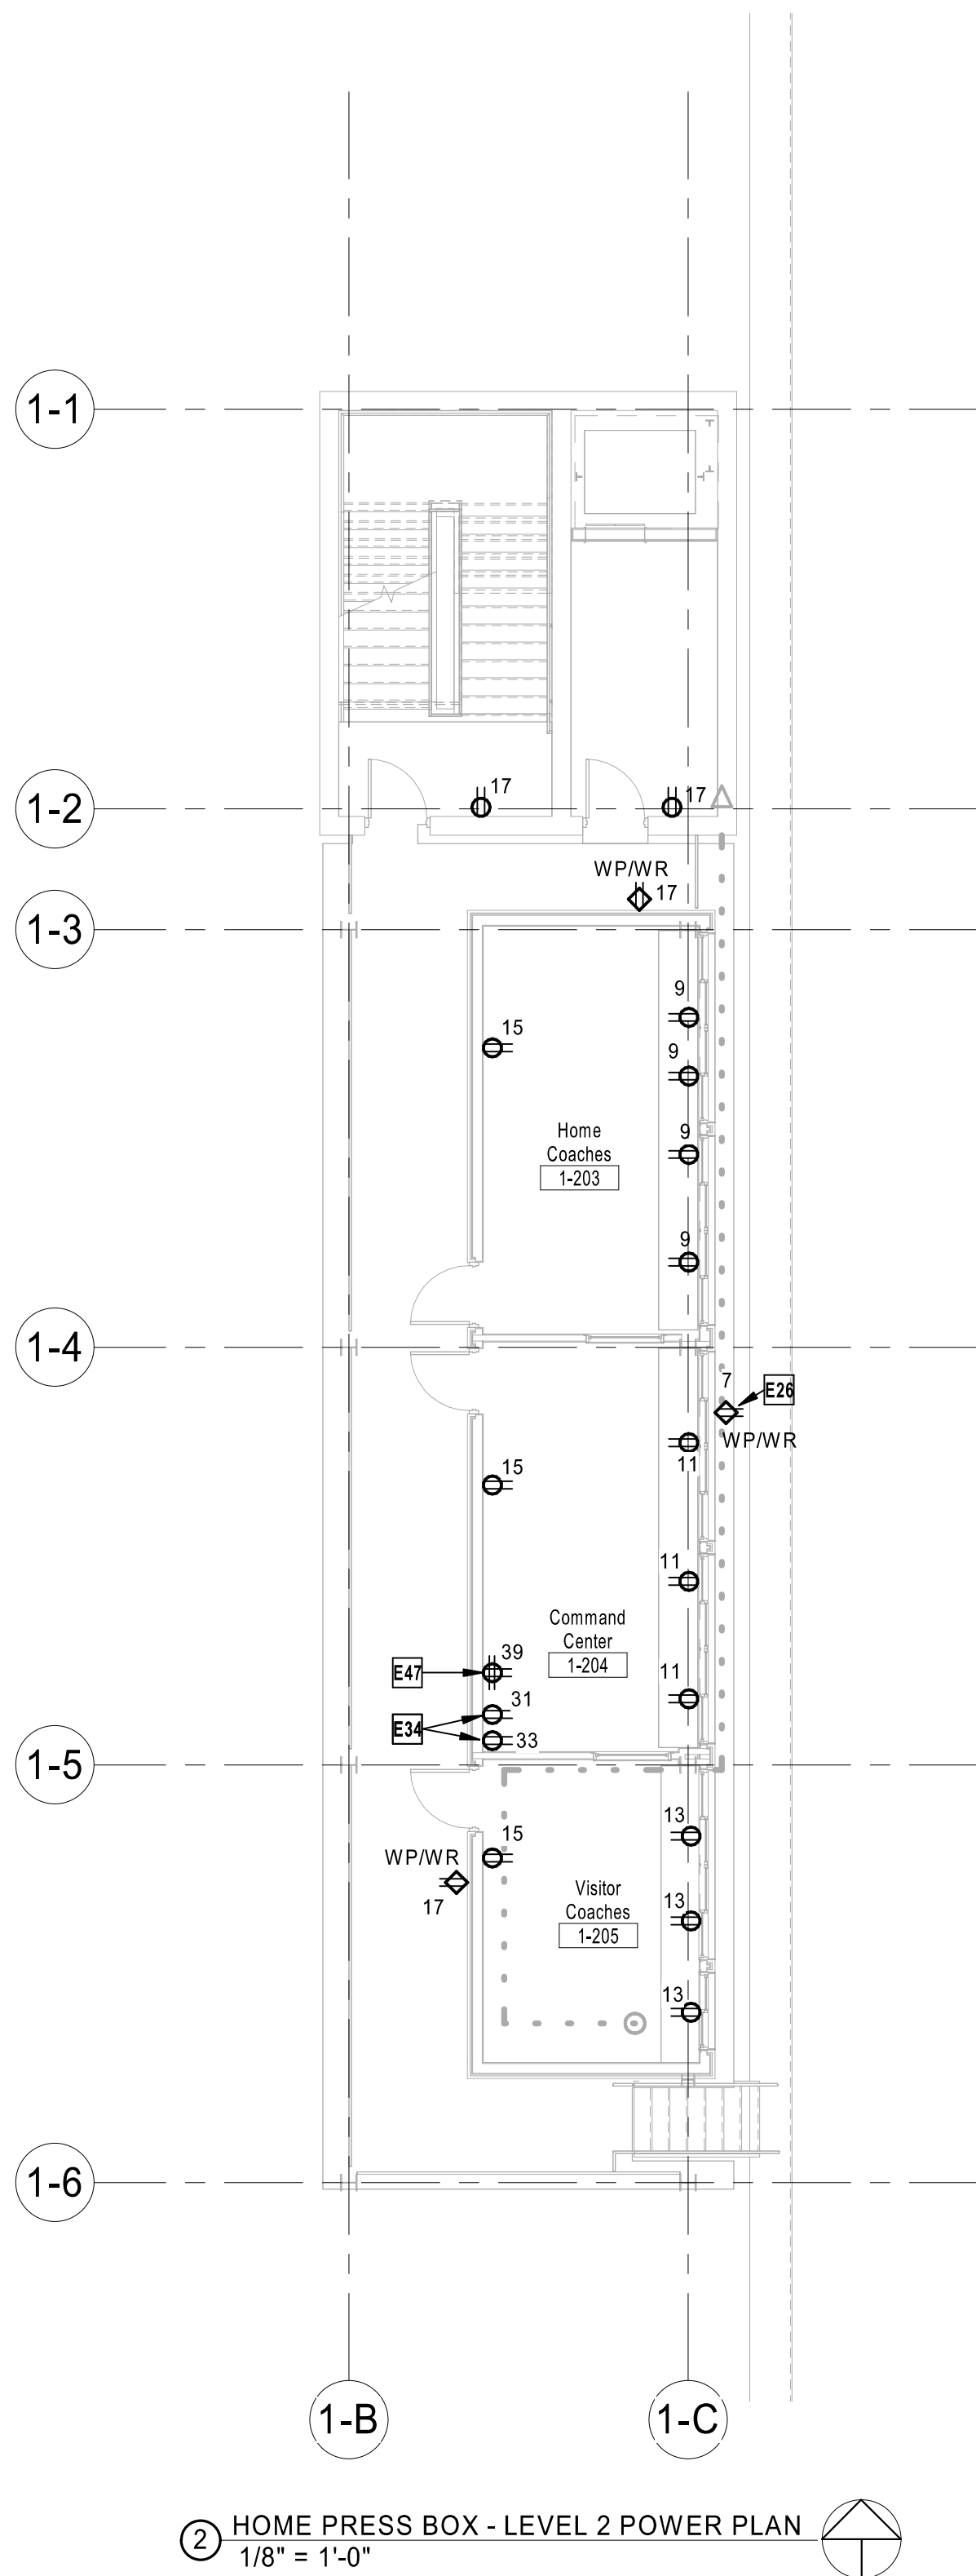 1-1
17
17
1-2
WP/WR
17
1-3
9
15
9
Home
Coaches
1-203
9
9
1-4
7
E26
WP/WR
11
15
11
Command
Center
1-204
39
E47
11
31
E34
33
1-5
13
15
WP/WR
17
Visitor
Coaches
1-205
13
13
1-6
1-B
1-C
2
HOME PRESS BOX - LEVEL 2 POWER PLAN
1/8" = 1'-0"